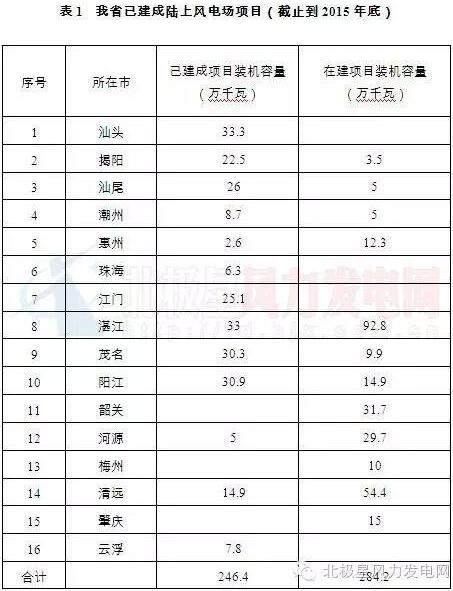 表1 我省已建成陆上风电场项目（截止到2015年底）
序号 所在市 已建成项目装机容量（万千瓦） 在建项目装机容量（万千瓦）
1 汕头 33.3
2 揭阳 22.5 3.5
3 汕尾 26 5
4 潮州 8.7 5
5 惠州 2.6 12.3
6 珠海 6.3
7 江门 25.1
8 湛江 33 92.8
9 茂名 30.3 9.9
10 阳江 30.9 14.9
11 韶关 31.7
12 河源 5 29.7
13 梅州 10
14 清远 14.9 54.4
15 肇庆 15
16 云浮 7.8
合计 246.4 284.2
北极星风力发电网
北极星风力发电网